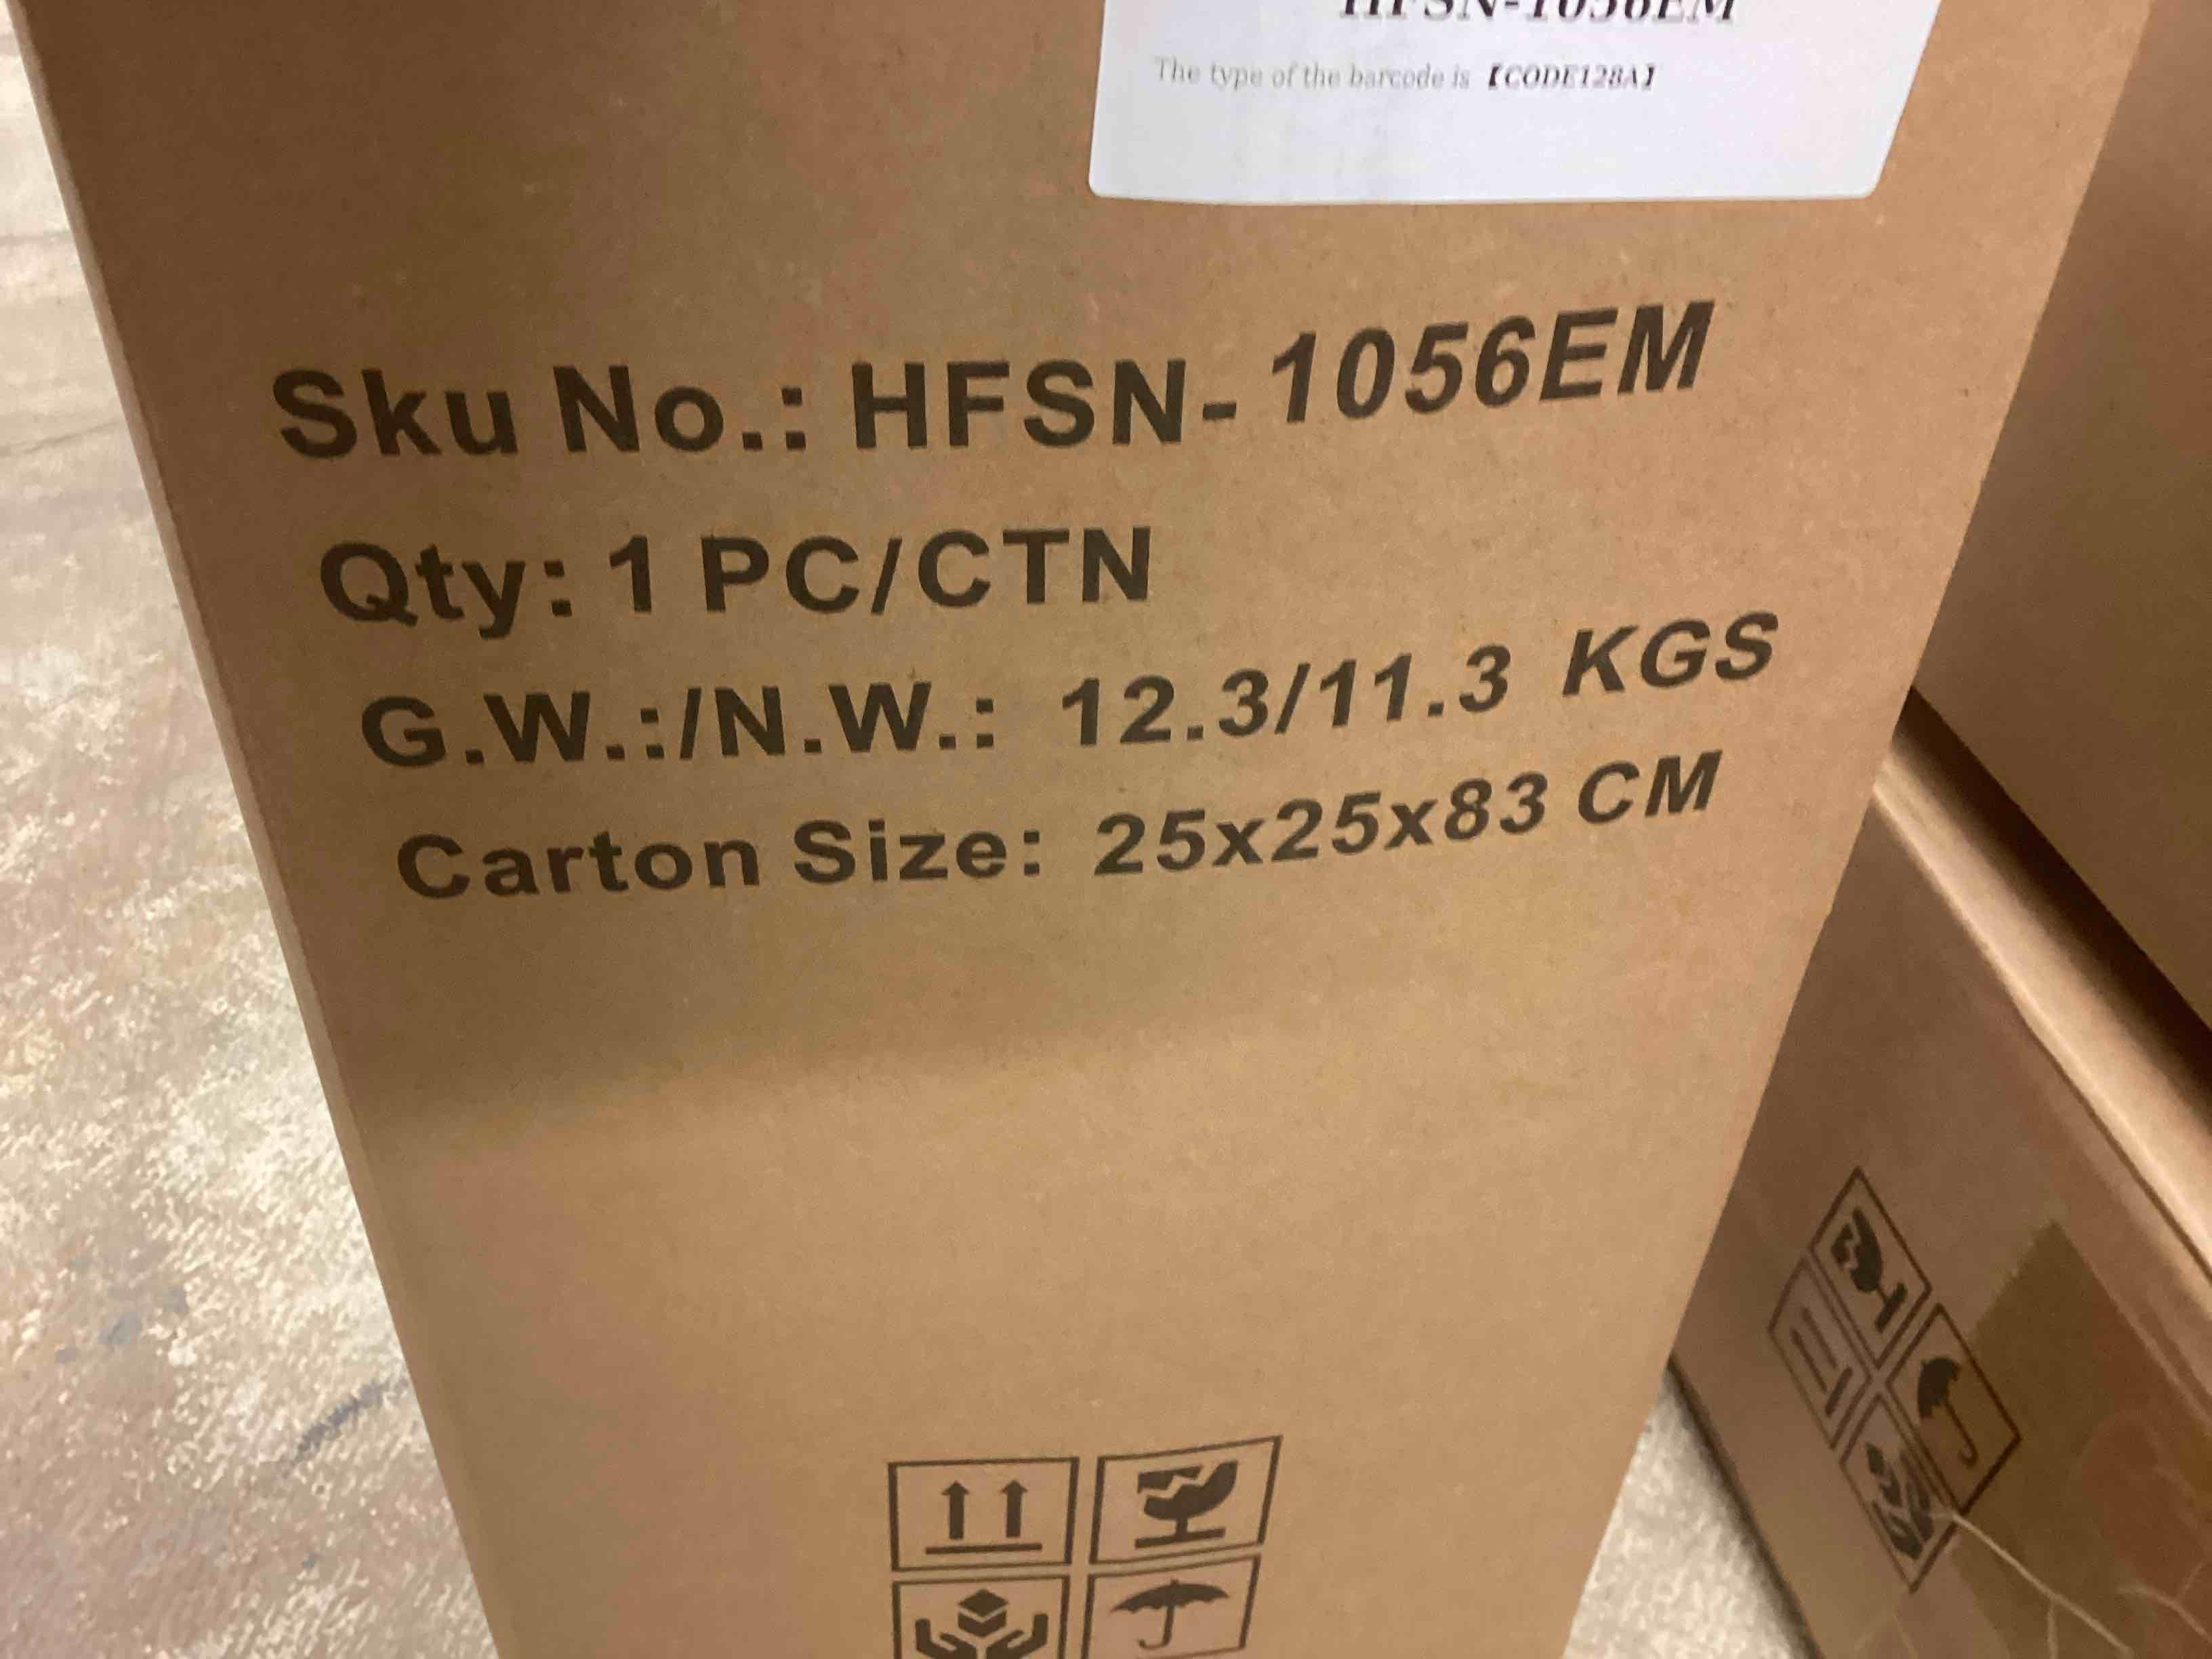 HFSN-1056EM
The type of the barcode is 【CODE128A】
Sku No.: HFSN-1056EM
Qty: 1 PC/CTN
G.W.:/N.W.: 12.3/11.3 KGS
Carton Size: 25x25x83 CM